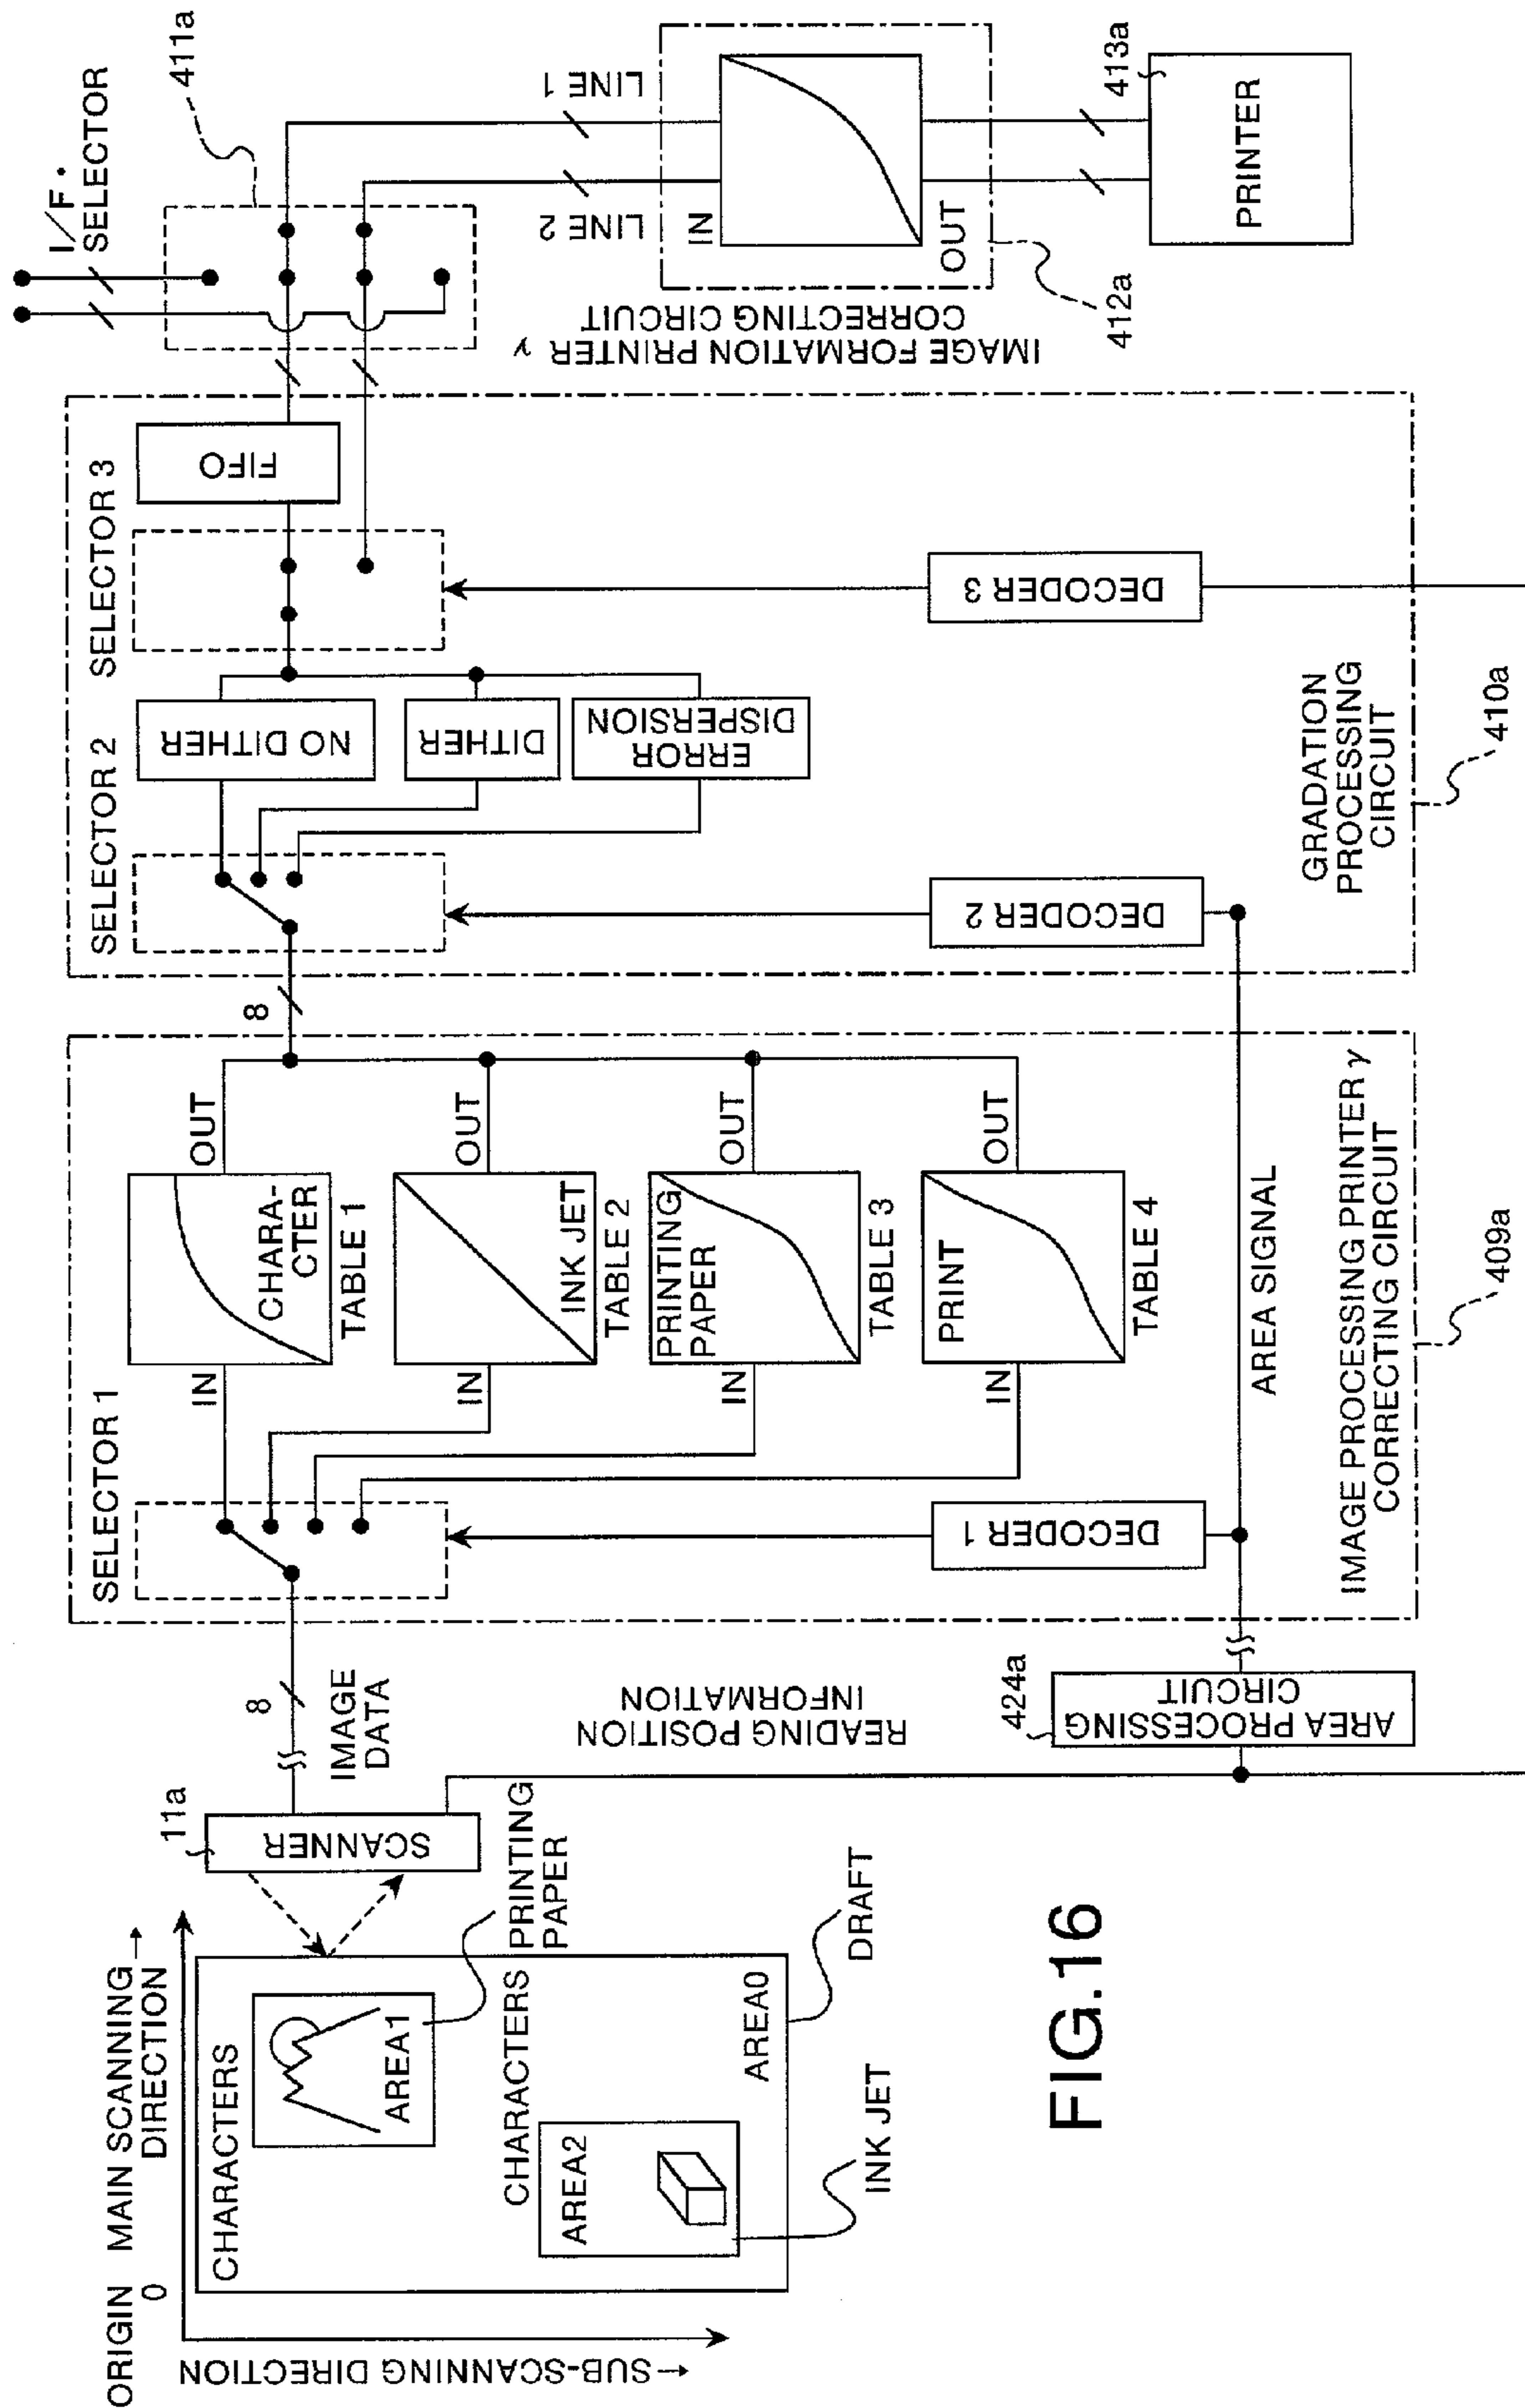 ORIGIN
0
MAIN SCANNING→
DIRECTION
←SUB-SCANNING DIRECTION
CHARACTERS
AREA1
CHARACTERS
AREA2
AREA0
PRINTING
PAPER
DRAFT
INK JET
11a
SCANNER
8
IMAGE
DATA
READING POSITION
INFORMATION
424a
AREA PROCESSING
CIRCUIT
SELECTOR 1
IN
OUT
CHARA-
CTER
TABLE 1
IN
OUT
INK JET
TABLE 2
IN
OUT
PRINTING
PAPER
TABLE 3
IN
OUT
PRINT
TABLE 4
DECODER 1
AREA SIGNAL
IMAGE PROCESSING PRINTER γ
CORRECTING CIRCUIT
409a
8
SELECTOR 2
SELECTOR 3
NO DITHER
DITHER
ERROR
DISPERSION
FIFO
DECODER 2
DECODER 3
GRADATION
PROCESSING
CIRCUIT
410a
I/F.
SELECTOR
411a
LINE 1
LINE 2
IMAGE FORMATION PRINTER γ
CORRECTING CIRCUIT
IN
OUT
412a
413a
PRINTER
FIG.16